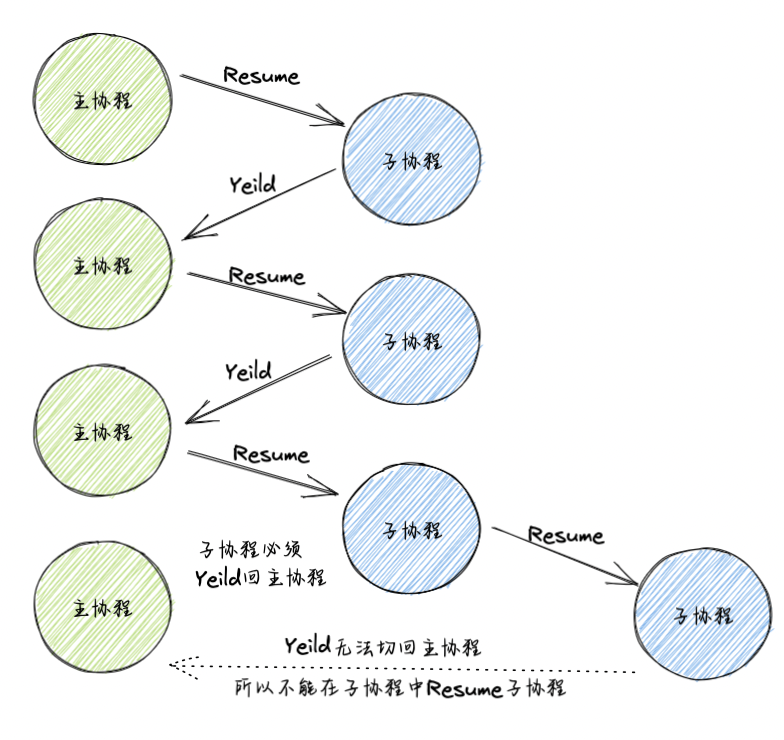 主协程
Resume
子协程
Yeild
主协程
Resume
子协程
Yeild
主协程
Resume
子协程
Resume
子协程必须
Yeild回主协程
主协程
子协程
Yeild无法切回主协程
所以不能在子协程中Resume子协程